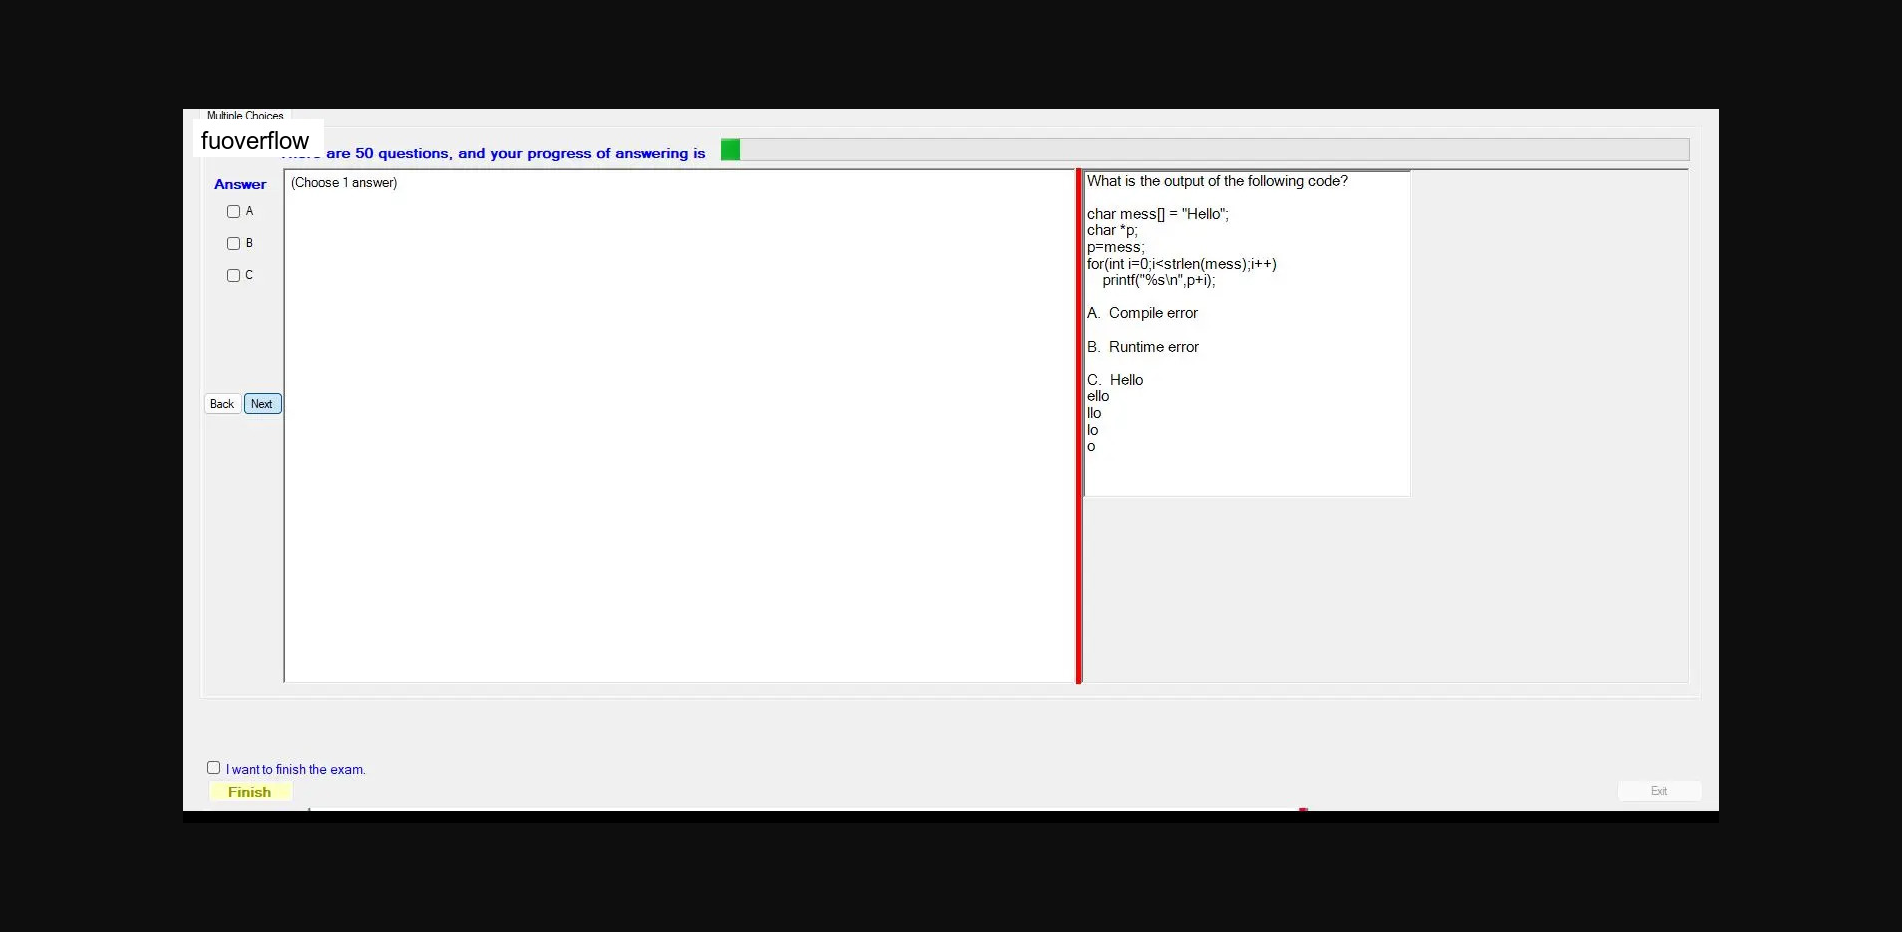 Multiple Choices
fuoverflow
are 50 questions, and your progress of answering is
Answer
(Choose 1 answer)
A
B
C
Back Next
What is the output of the following code?
char mess[] = "Hello";
char *p;
p=mess;
for(int i=0;i<strlen(mess);i++)
printf("%s\n",p+i);
A. Compile error
B. Runtime error
C. Hello
ello
llo
lo
o
I want to finish the exam.
Finish
Exit